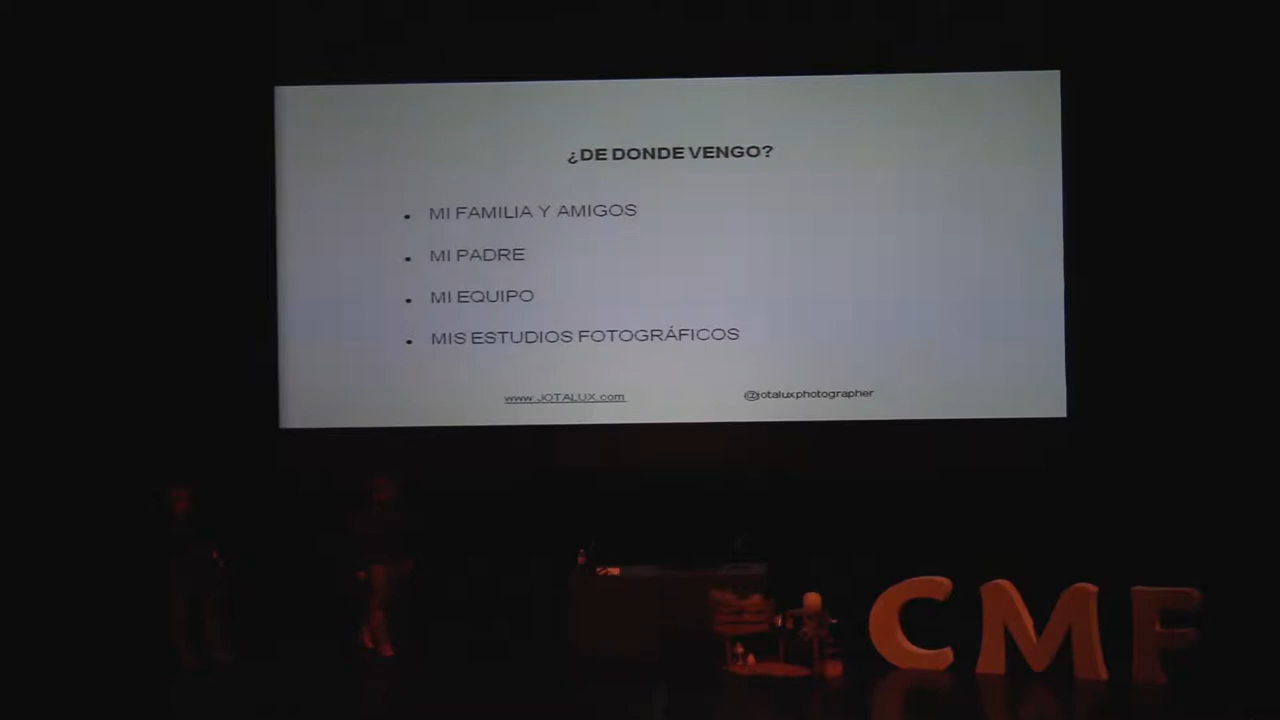 ¿DE DONDE VENGO?
• MI FAMILIA Y AMIGOS
• MI PADRE
• MI EQUIPO
• MIS ESTUDIOS FOTOGRÁFICOS
www.JOTALUX.com @jotaluxphotographer
CMF